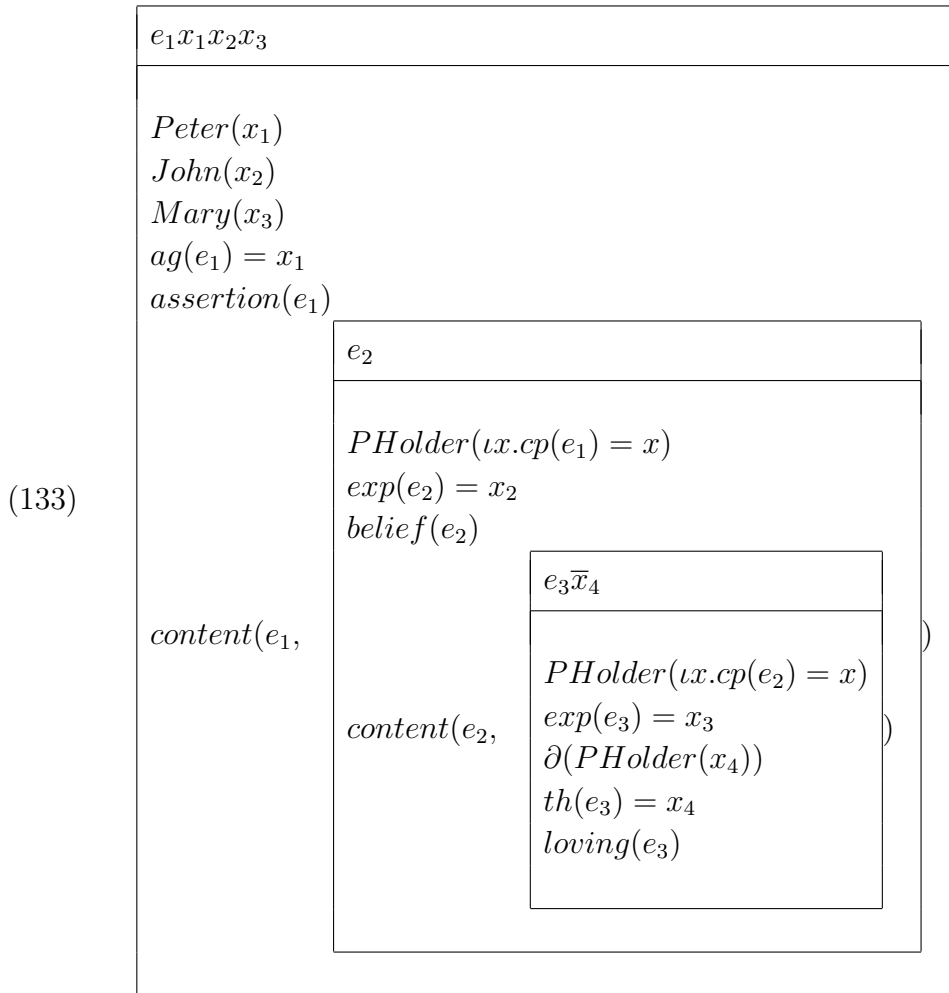 e₁x₁x₂x₃
Peter(x₁)
John(x₂)
Mary(x₃)
ag(e₁) = x₁
assertion(e₁)
e₂
PHolder(ιx.cp(e₁) = x)
exp(e₂) = x₂
belief(e₂)
e₃x̅₄
(133)
content(e₁, )
PHolder(ιx.cp(e₂) = x)
exp(e₃) = x₃
content(e₂, )
∂(PHolder(x₄))
th(e₃) = x₄
loving(e₃)